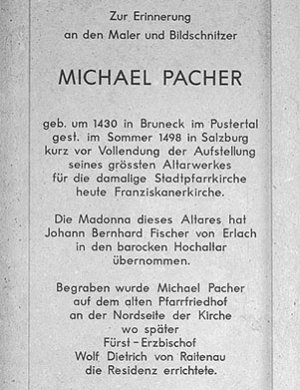 Zur Erinnerung
an den Maler und Bildschnitzer
MICHAEL PACHER
geb. um 1430 in Bruneck im Pustertal
gest. im Sommer 1498 in Salzburg
kurz vor Vollendung der Aufstellung
seines grössten Altarwerkes
für die damalige Stadtpfarrkirche
heute Franziskanerkirche.
Die Madonna dieses Altares hat
Johann Bernhard Fischer von Erlach
in den barocken Hochaltar
übernommen.
Begraben wurde Michael Pacher
auf dem alten Pfarrfriedhof
an der Nordseite der Kirche
wo später
Fürst-Erzbischof
Wolf Dietrich von Raitenau
die Residenz errichtete.